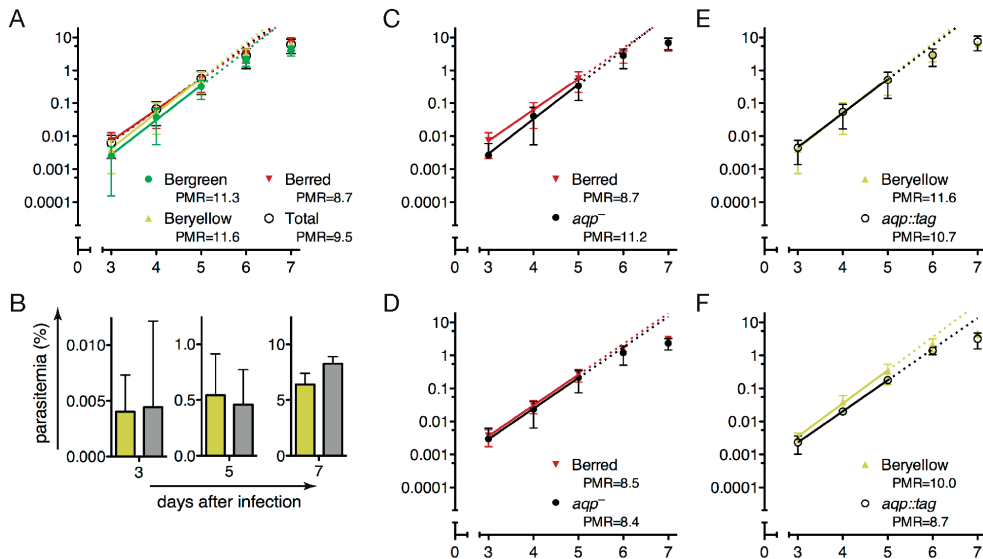 A
10
1
0.1
0.01
0.001
0.0001
Bergreen
PMR=11.3
Berred
PMR=8.7
Beryellow
PMR=11.6
Total
PMR=9.5
0
3 4 5 6 7
B
parasitemia (%)
0.010
0.005
0.000
3
1.0
0.5
0.0
5
10
5
0
7
days after infection
C
10
1
0.1
0.01
0.001
0.0001
Berred
PMR=8.7
aqp⁻
PMR=11.2
0
3 4 5 6 7
D
10
1
0.1
0.01
0.001
0.0001
Berred
PMR=8.5
aqp⁻
PMR=8.4
0
3 4 5 6 7
E
10
1
0.1
0.01
0.001
0.0001
Beryellow
PMR=11.6
aqp::tag
PMR=10.7
0
3 4 5 6 7
F
10
1
0.1
0.01
0.001
0.0001
Beryellow
PMR=10.0
aqp::tag
PMR=8.7
0
3 4 5 6 7